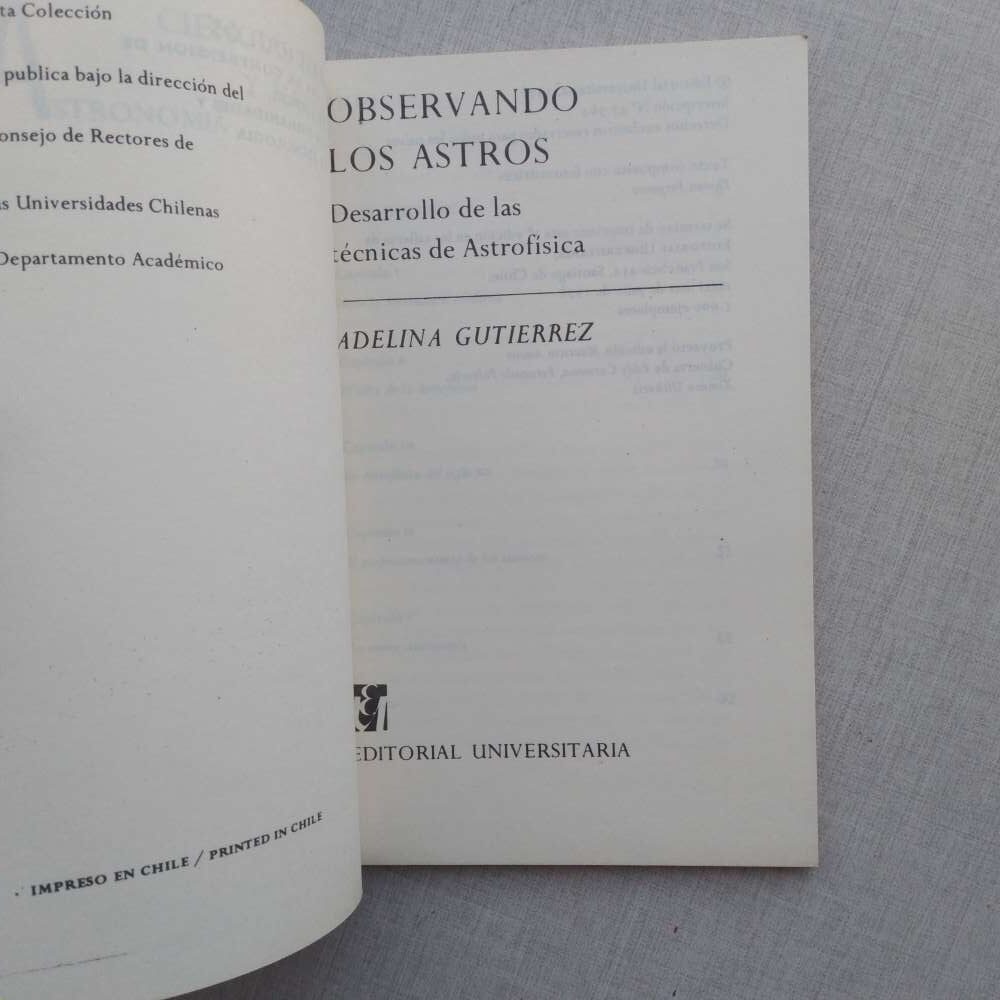 ta Colección
publica bajo la dirección del
onsejo de Rectores de
as Universidades Chilenas
Departamento Académico
IMPRESO EN CHILE / PRINTED IN CHILE
OBSERVANDO
LOS ASTROS
Desarrollo de las
técnicas de Astrofísica
ADELINA GUTIERREZ
EDITORIAL UNIVERSITARIA